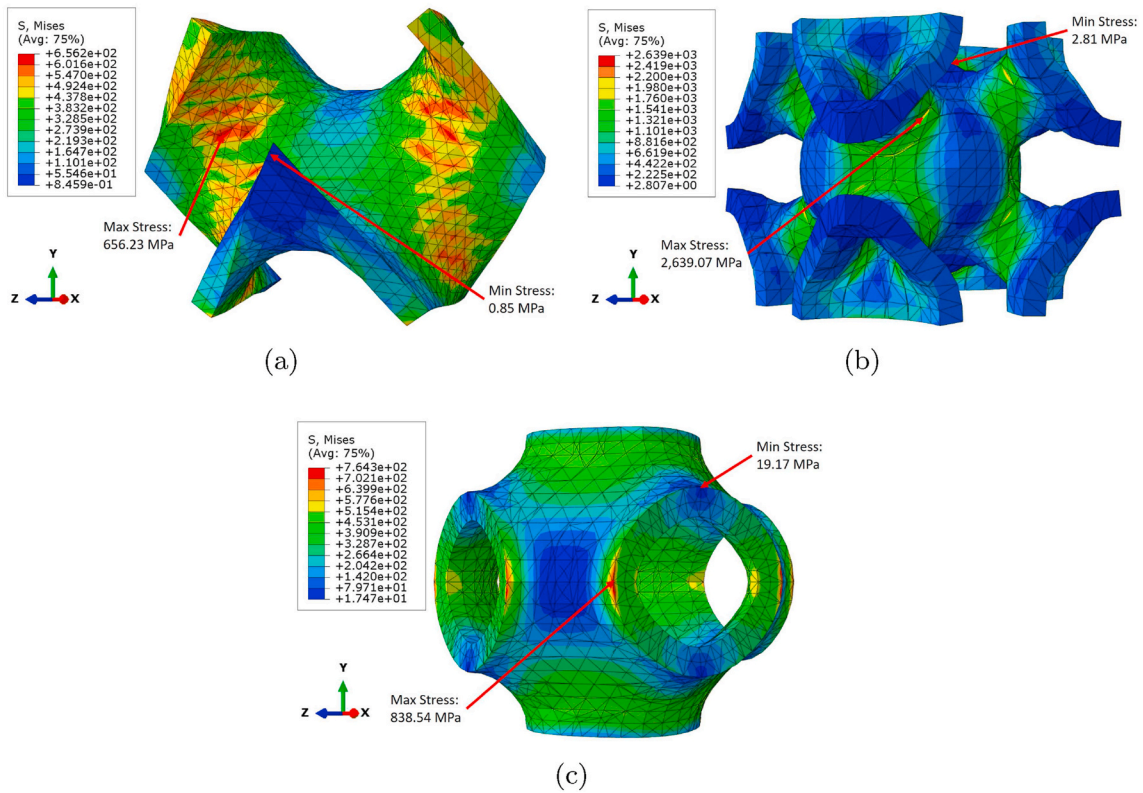 S, Mises
(Avg: 75%)
+6.562e+02
+6.016e+02
+5.470e+02
+4.924e+02
+4.378e+02
+3.832e+02
+3.285e+02
+2.739e+02
+2.193e+02
+1.647e+02
+1.101e+02
+5.546e+01
+8.459e-01
Max Stress:
656.23 MPa
Min Stress:
0.85 MPa
Y
Z
X
(a)
S, Mises
(Avg: 75%)
+2.639e+03
+2.419e+03
+2.200e+03
+1.980e+03
+1.760e+03
+1.541e+03
+1.321e+03
+1.101e+03
+8.816e+02
+6.619e+02
+4.422e+02
+2.225e+02
+2.807e+00
Min Stress:
2.81 MPa
Max Stress:
2,639.07 MPa
Y
Z
X
(b)
S, Mises
(Avg: 75%)
+7.643e+02
+7.021e+02
+6.399e+02
+5.776e+02
+5.154e+02
+4.531e+02
+3.909e+02
+3.287e+02
+2.664e+02
+2.042e+02
+1.420e+02
+7.971e+01
+1.747e+01
Min Stress:
19.17 MPa
Max Stress:
838.54 MPa
Y
Z
X
(c)